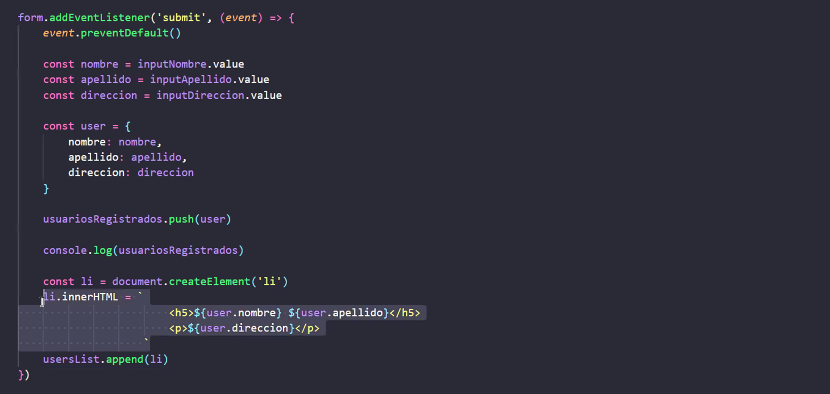 form.addEventListener('submit', (event) => {
event.preventDefault()
const nombre = inputNombre.value
const apellido = inputApellido.value
const direccion = inputDireccion.value
const user = {
nombre: nombre,
apellido: apellido,
direccion: direccion
}
usuariosRegistrados.push(user)
console.log(usuariosRegistrados)
const li = document.createElement('li')
li.innerHTML = `
<h5>${user.nombre} ${user.apellido}</h5>
<p>${user.direccion}</p>
`
usersList.append(li)
})